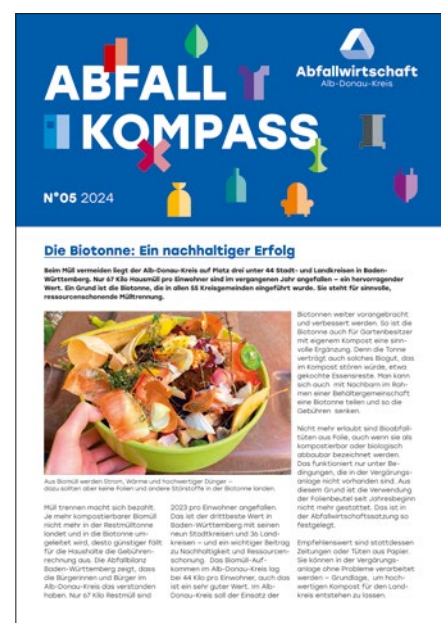 ABFALL
KOMPASS
Abfallwirtschaft
Alb-Donau-Kreis
N°05 2024
Die Biotonne: Ein nachhaltiger Erfolg
Beim Müll vermeiden liegt der Alb-Donau-Kreis auf Platz drei unter 44 Stadt- und Landkreisen in Baden-
Württemberg. Nur 67 Kilo Hausmüll pro Einwohner sind im vergangenen Jahr angefallen – ein hervorragender
Wert. Ein Grund ist die Biotonne, die in allen 55 Kreisgemeinden eingeführt wurde. Sie steht für sinnvolle,
ressourcenschonende Mülltrennung.
Aus Biomüll werden Strom, Wärme und hochwertiger Dünger –
dazu sollten aber keine Folien und andere Störstoffe in der Biotonne landen.
Müll trennen macht sich bezahlt.
Je mehr kompostierbarer Biomüll
nicht mehr in der Restmülltonne
landet und in die Biotonne um-
geleitet wird, desto günstiger fällt
für die Haushalte die Gebühren-
rechnung aus. Die Abfallbilanz
Baden-Württemberg zeigt, dass
die Bürgerinnen und Bürger im
Alb-Donau-Kreis das verstanden
haben. Nur 67 Kilo Restmüll sind
2023 pro Einwohner angefallen.
Das ist der drittbeste Wert in
Baden-Württemberg mit seinen
neun Stadtkreisen und 35 Land-
kreisen – und ein wichtiger Beitrag
zu Nachhaltigkeit und Ressourcen-
schonung. Das Biomüll-Auf-
kommen im Alb-Donau-Kreis lag
bei 44 Kilo pro Einwohner, auch das
ist ein sehr guter Wert. Im Alb-
Donau-Kreis soll der Einsatz der
Biotonnen weiter vorangebracht
und verbessert werden. So ist die
Biotonne auch für Gartenbesitzer
mit eigenem Kompost eine sinn-
volle Ergänzung. Denn die Tonne
verträgt auch solches Biogut, das
im Kompost stören würde, etwa
gekochte Essensreste. Man kann
sich auch mit Nachbarn im Rah-
men einer Behältergemeinschaft
eine Biotonne teilen und so die
Gebühren senken.
Nicht mehr erlaubt sind Bioabfall-
tüten aus Folie, auch wenn sie als
kompostierbar oder biologisch
abbaubar bezeichnet werden.
Das funktioniert nur unter Be-
dingungen, die in der Vergärungs-
anlage nicht vorhanden sind. Aus
diesem Grund ist die Verwendung
der Folienbeutel seit Jahresbeginn
nicht mehr gestattet. Das ist in
der Abfallwirtschaftssatzung so
festgelegt.
Empfehlenswert sind stattdessen
Zeitungen oder Tüten aus Papier.
Sie können in der Vergärungs-
anlage ohne Probleme verarbeitet
werden – Grundlage, um hoch-
wertigen Kompost für den Land-
kreis entstehen zu lassen.